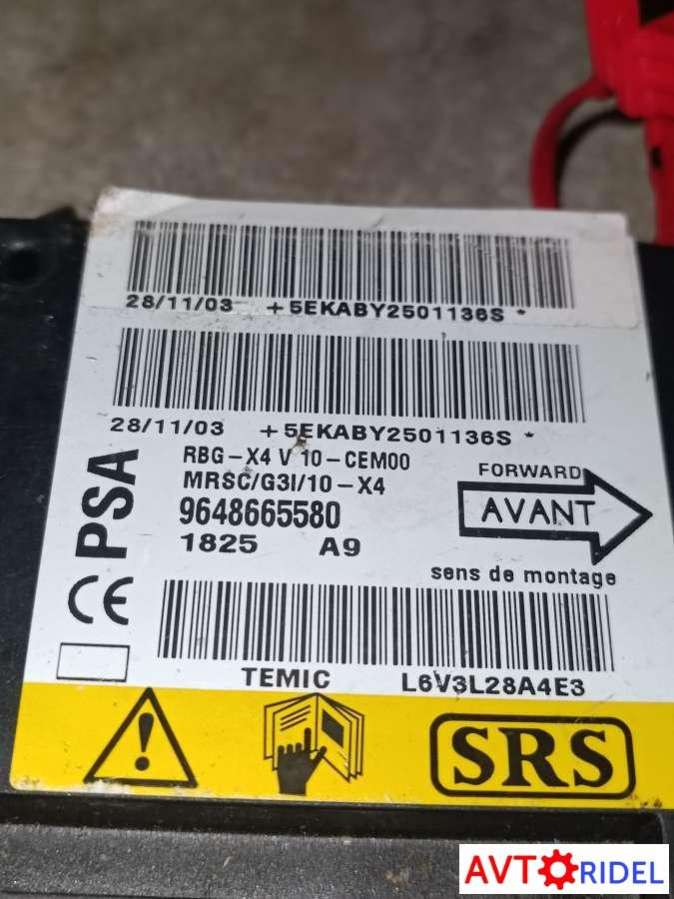 28/11/03 +5EKABY2501136S *
28/11/03 +5EKABY2501136S *
RBG-X4 V 10-CEM00
MRSC/G3I/10-X4
9648665580
1825 A9
PSA
CE
FORWARD
AVANT
sens de montage
TEMIC L6V3L28A4E3
SRS
AVTORIDEL